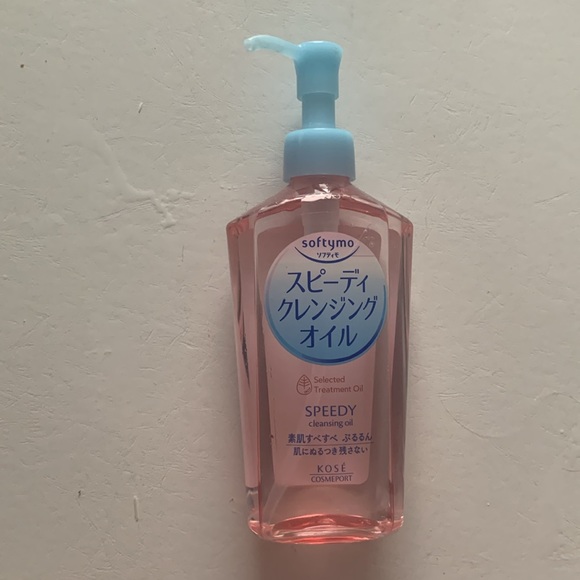 softymo
ソフティモ
スピーディ
クレンジング
オイル
Selected
Treatment Oil
SPEEDY
cleansing oil
素肌すべすべ ぷるるん
肌にぬるつき残さない
KOSÉ
COSMEPORT